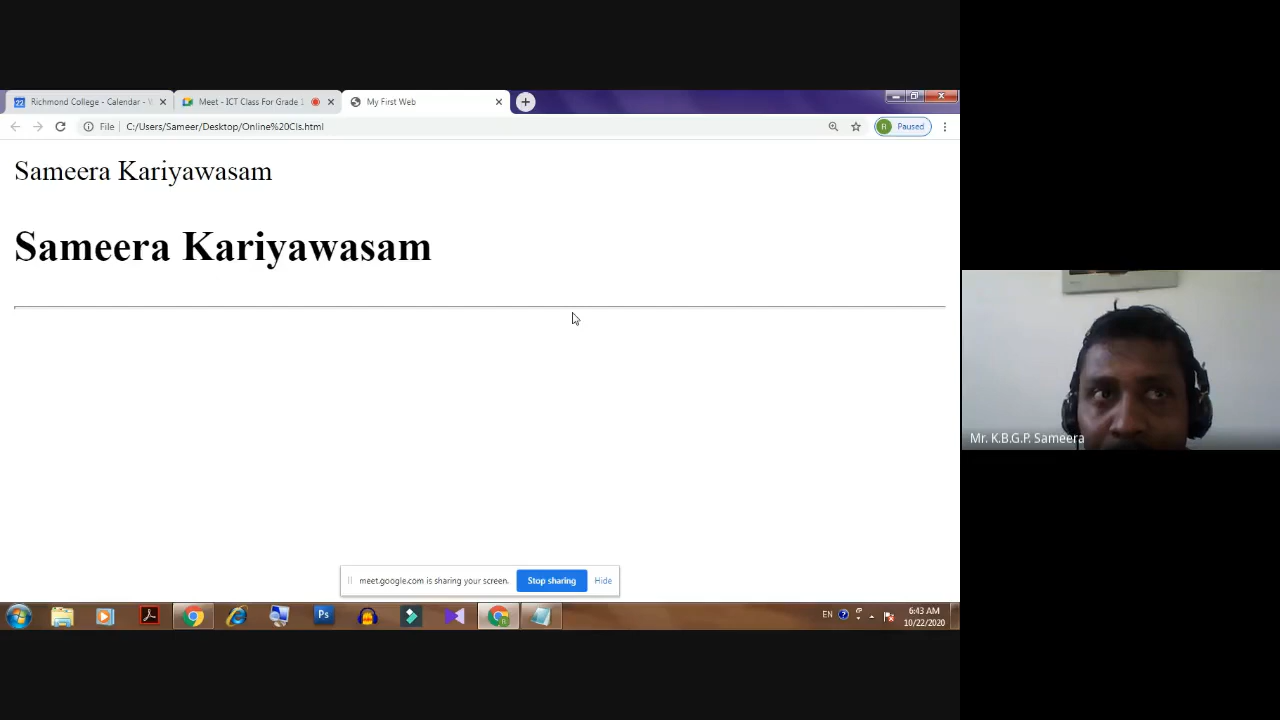 Richmond College - Calendar - W
Meet - ICT Class For Grade 1
My First Web
File
C:/Users/Sameer/Desktop/Online%20Cls.html
R Paused
Sameera Kariyawasam
Sameera Kariyawasam
Mr. K.B.G.P. Sameera
meet.google.com is sharing your screen.
Stop sharing
Hide
Ps
EN
6:43 AM
10/22/2020